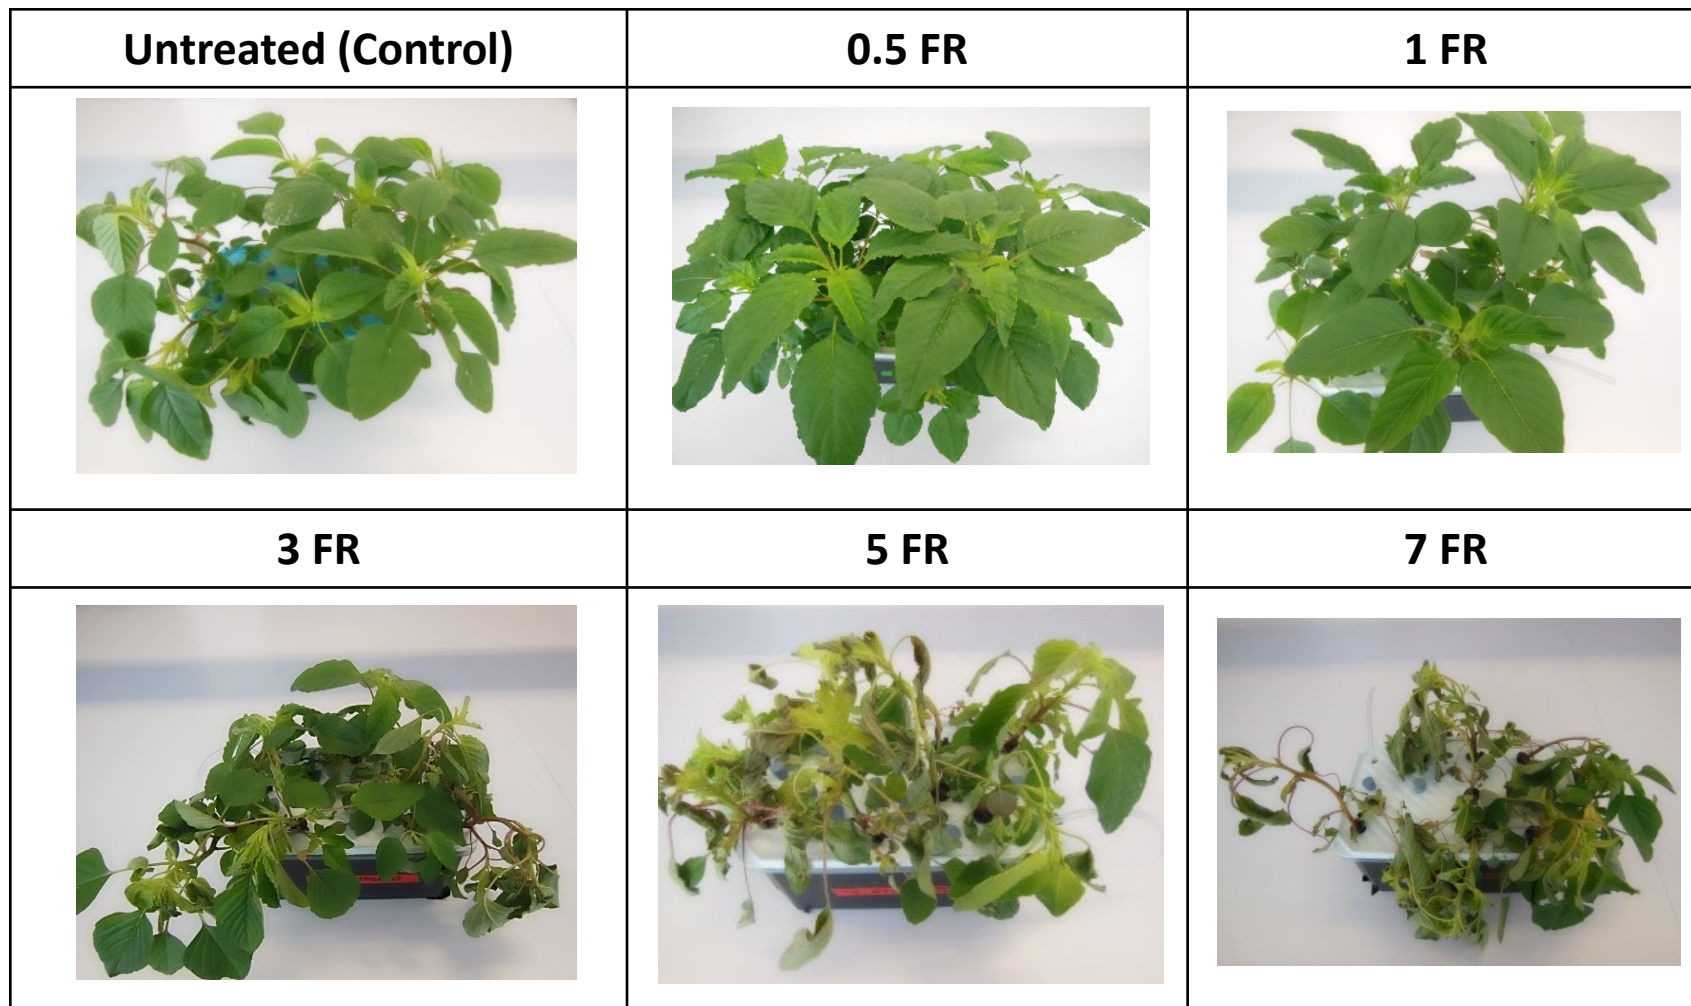 Untreated (Control)
0.5 FR
1 FR
3 FR
5 FR
7 FR